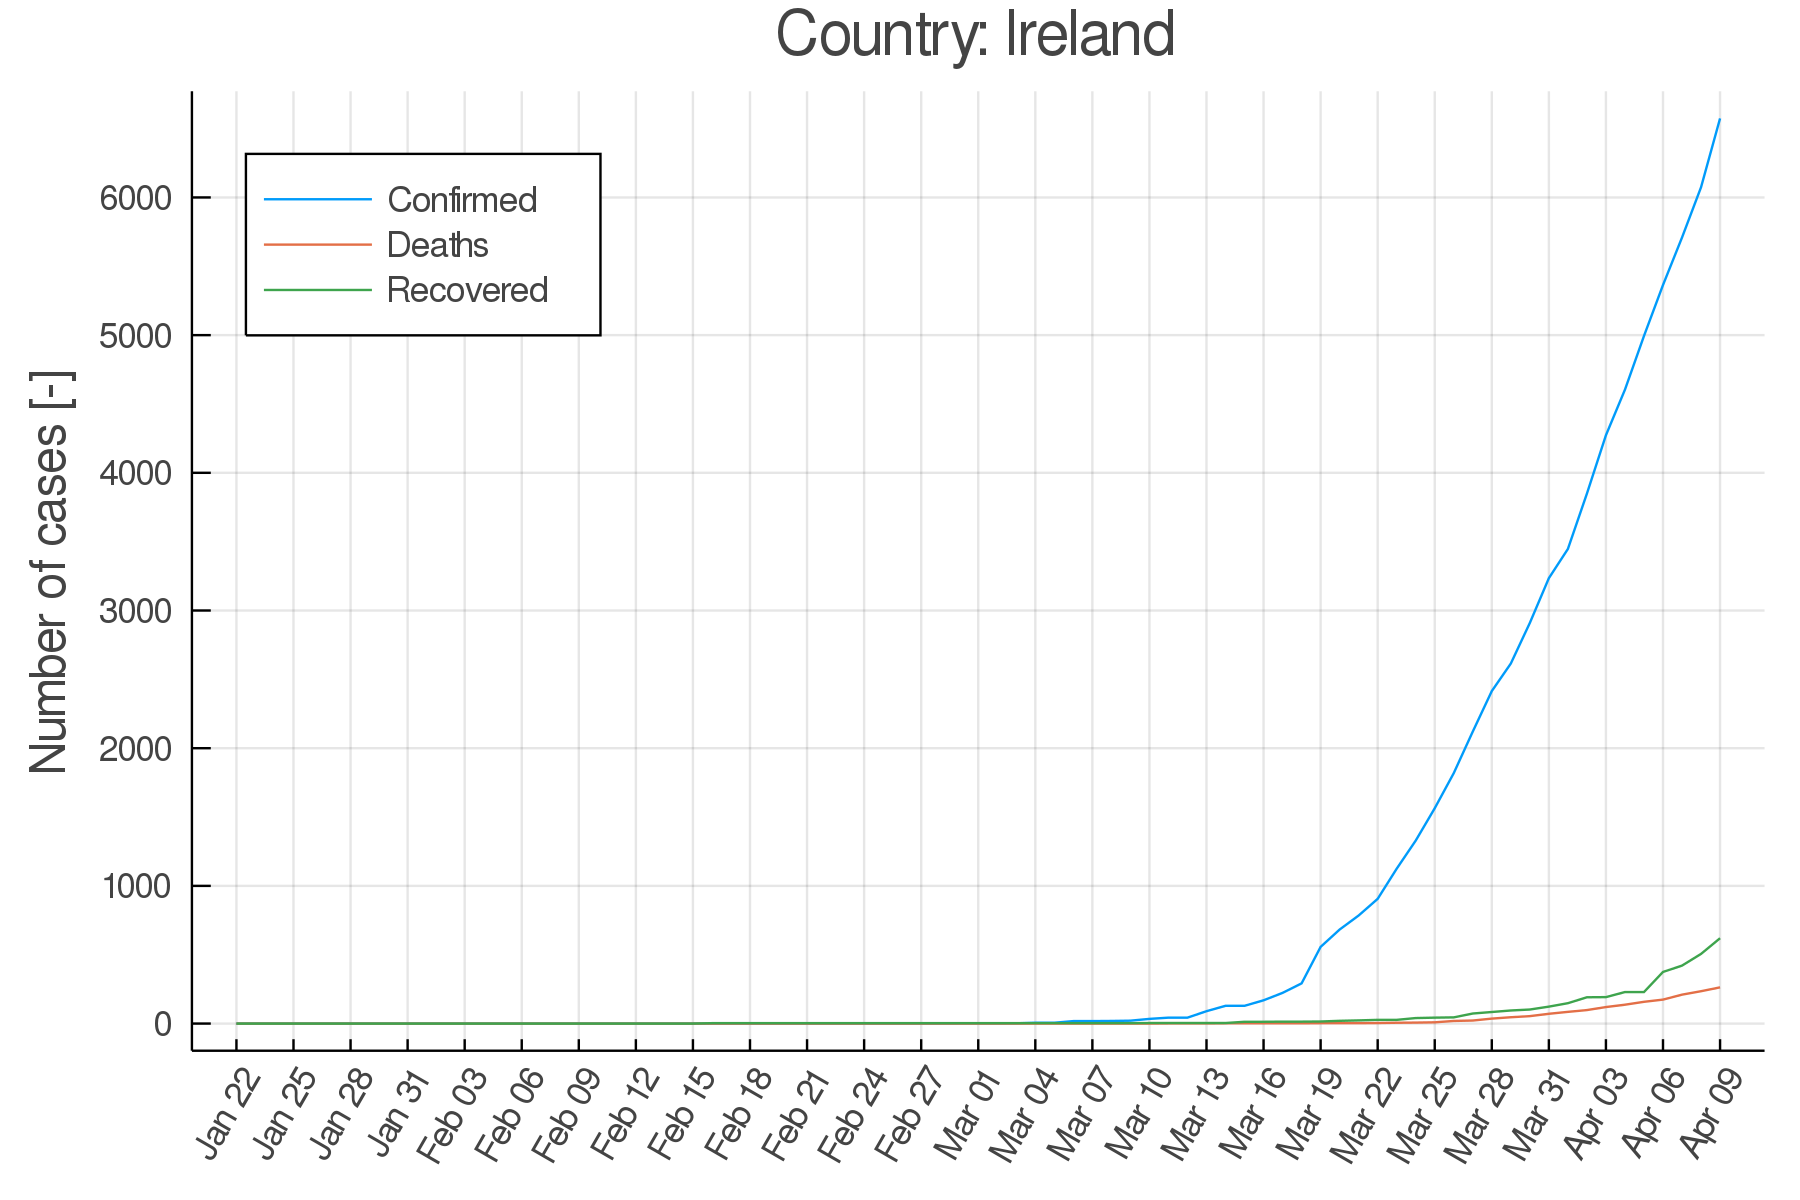 Country: Ireland
Number of cases [-]
Confirmed
Deaths
Recovered
6000
5000
4000
3000
2000
1000
0
Jan 22
Jan 25
Jan 28
Jan 31
Feb 03
Feb 06
Feb 09
Feb 12
Feb 15
Feb 18
Feb 21
Feb 24
Feb 27
Mar 01
Mar 04
Mar 07
Mar 10
Mar 13
Mar 16
Mar 19
Mar 22
Mar 25
Mar 28
Mar 31
Apr 03
Apr 06
Apr 09